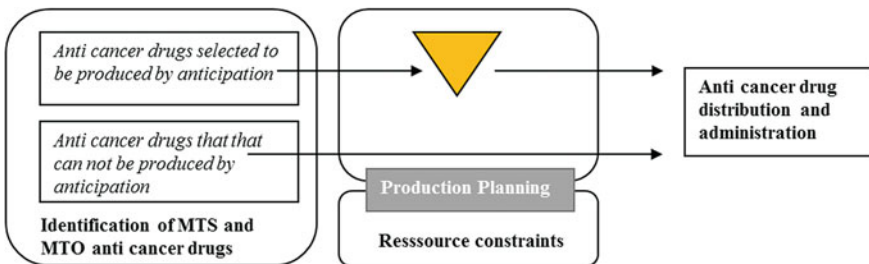 Anti cancer drugs selected to
be produced by anticipation
Anti cancer drugs that that
can not be produced by
anticipation
Identification of MTS and
MTO anti cancer drugs
Production Planning
Resssource constraints
Anti cancer drug
distribution and
administration